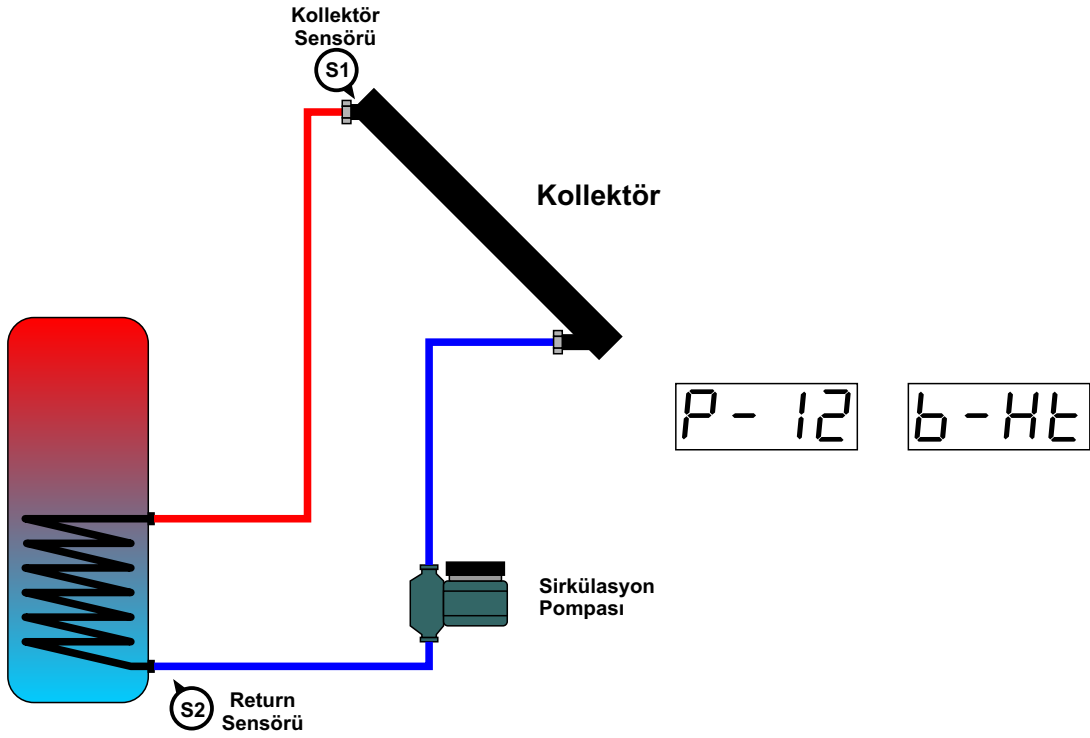 Kollektör
Sensörü
S1
Kollektör
P-12
b-Ht
Sirkülasyon
Pompası
S2
Return
Sensörü